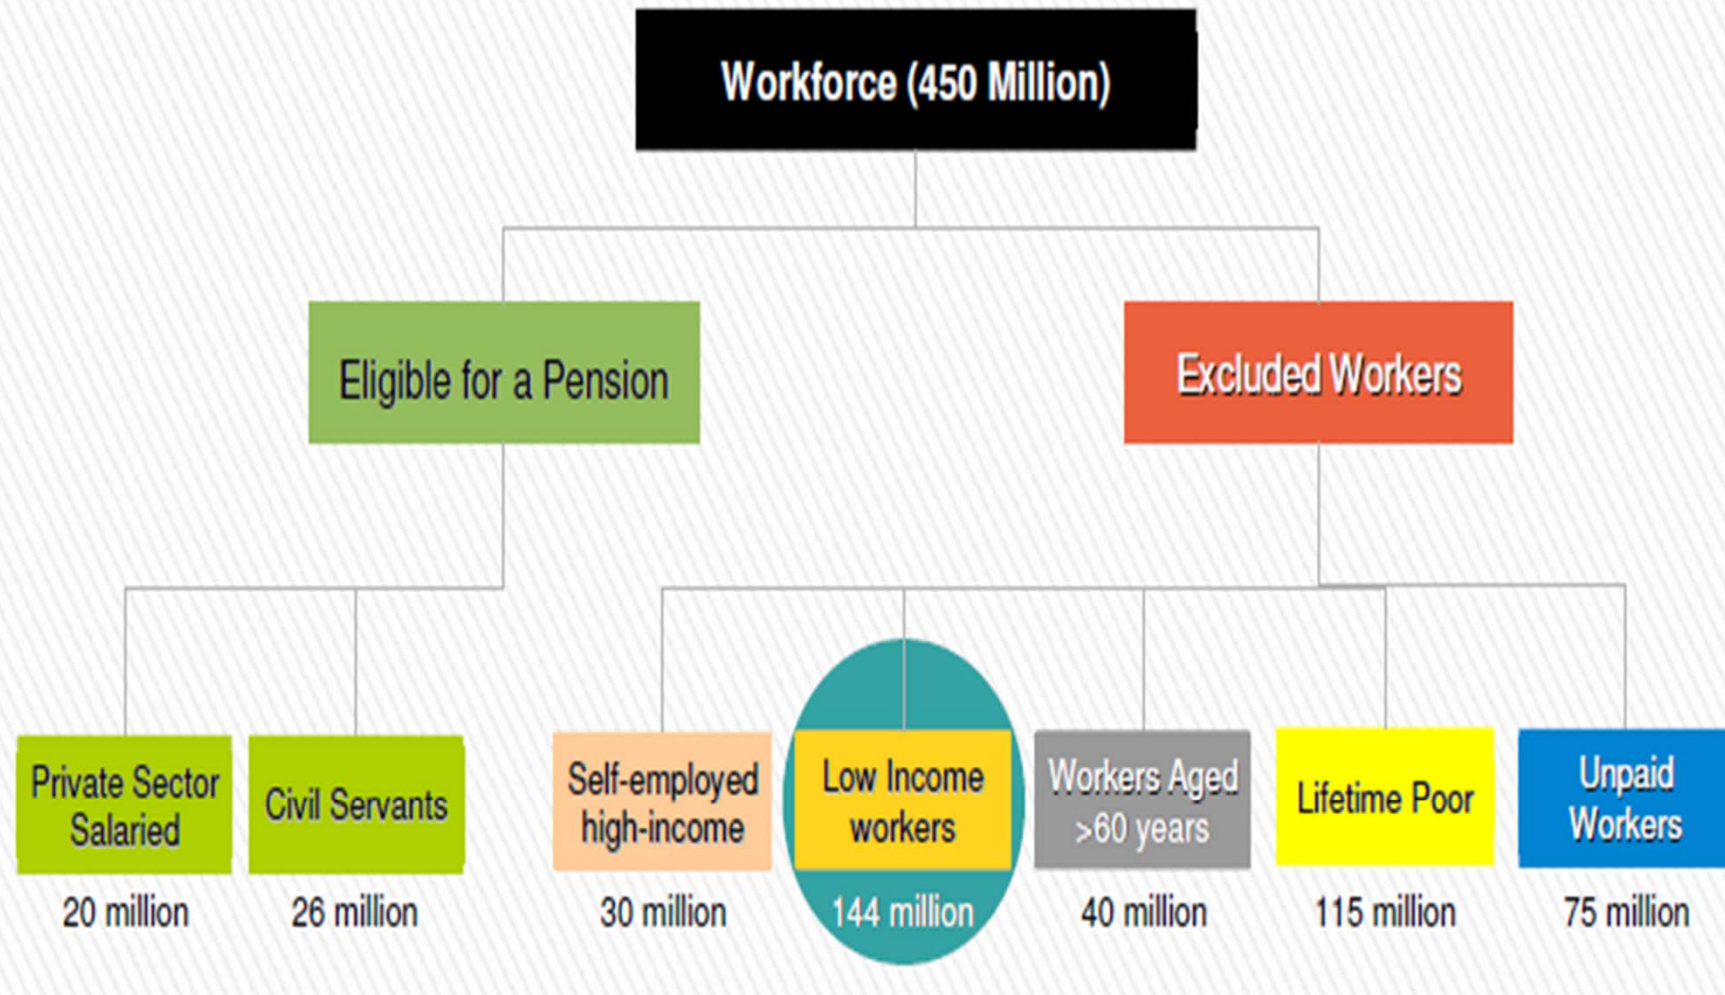 Workforce (450 Million)
Eligible for a Pension
Excluded Workers
Private Sector
Salaried
Civil Servants
Self-employed
high-income
Low Income
workers
Workers Aged
>60 years
Lifetime Poor
Unpaid
Workers
20 million
26 million
30 million
144 million
40 million
115 million
75 million